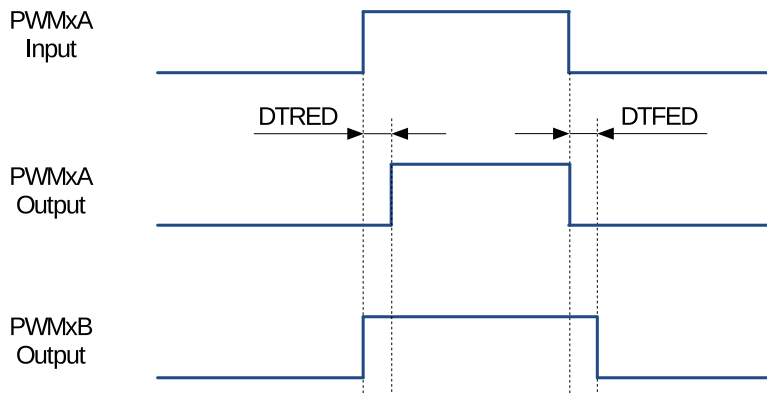 PWMxA
Input
DTRED
DTFED
PWMxA
Output
PWMxB
Output